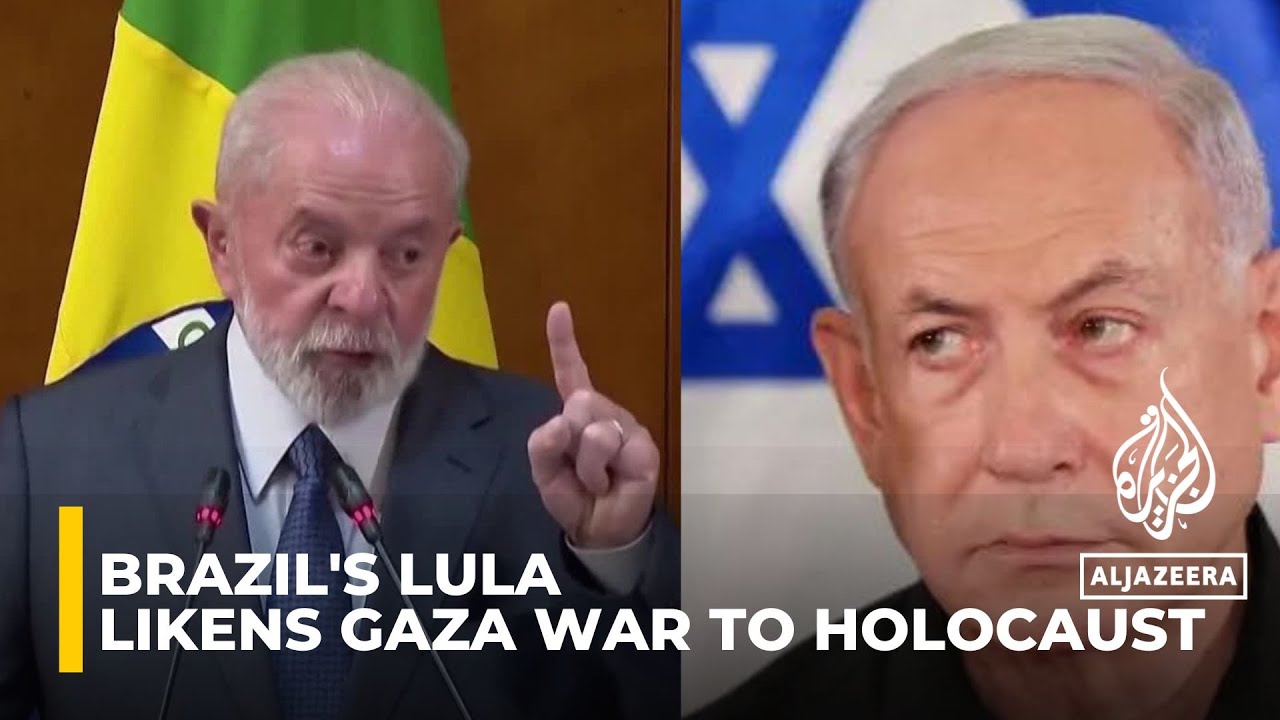 BRAZIL'S LULA
LIKENS GAZA WAR TO HOLOCAUST
الجزيرة
ALJAZEERA